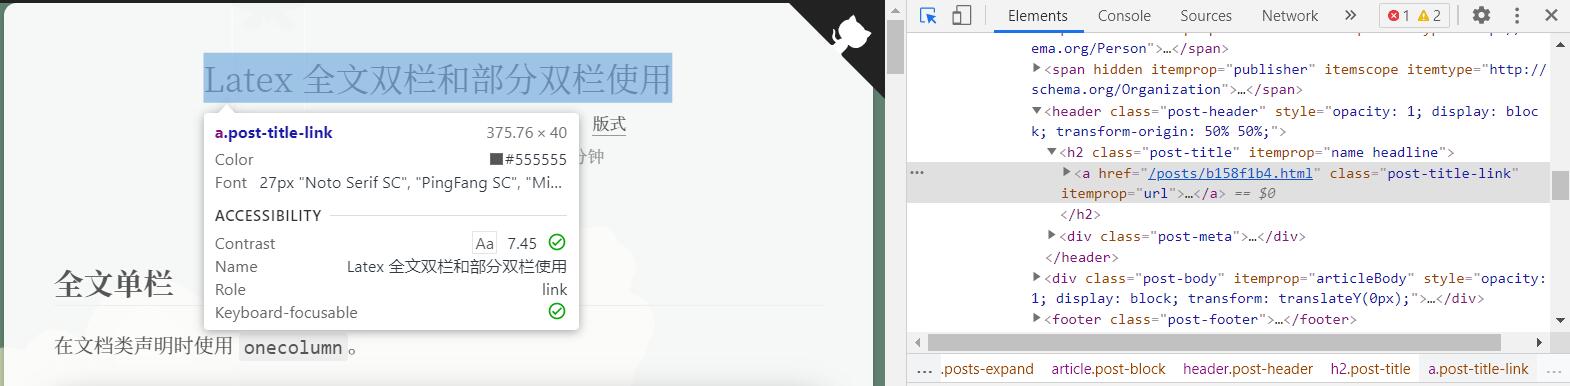 Latex 全文双栏和部分双栏使用
版式
分钟
a.post-title-link 375.76 × 40
Color #555555
Font 27px "Noto Serif SC", "PingFang SC", "Mi...
ACCESSIBILITY
Contrast Aa 7.45
Name Latex 全文双栏和部分双栏使用
Role link
Keyboard-focusable
全文单栏
在文档类声明时使用 onecolumn。
Elements Console Sources Network » 1 2
ema.org/Person">…</span>
<span hidden itemprop="publisher" itemscope itemtype="http://
schema.org/Organization">…</span>
<header class="post-header" style="opacity: 1; display: bloc
k; transform-origin: 50% 50%;">
<h2 class="post-title" itemprop="name headline">
<a href="/posts/b158f1b4.html" class="post-title-link"
itemprop="url">…</a> == $0
</h2>
<div class="post-meta">…</div>
</header>
<div class="post-body" itemprop="articleBody" style="opacity:
1; display: block; transform: translateY(0px);">…</div>
<footer class="post-footer">…</footer>
... .posts-expand article.post-block header.post-header h2.post-title a.post-title-link ...